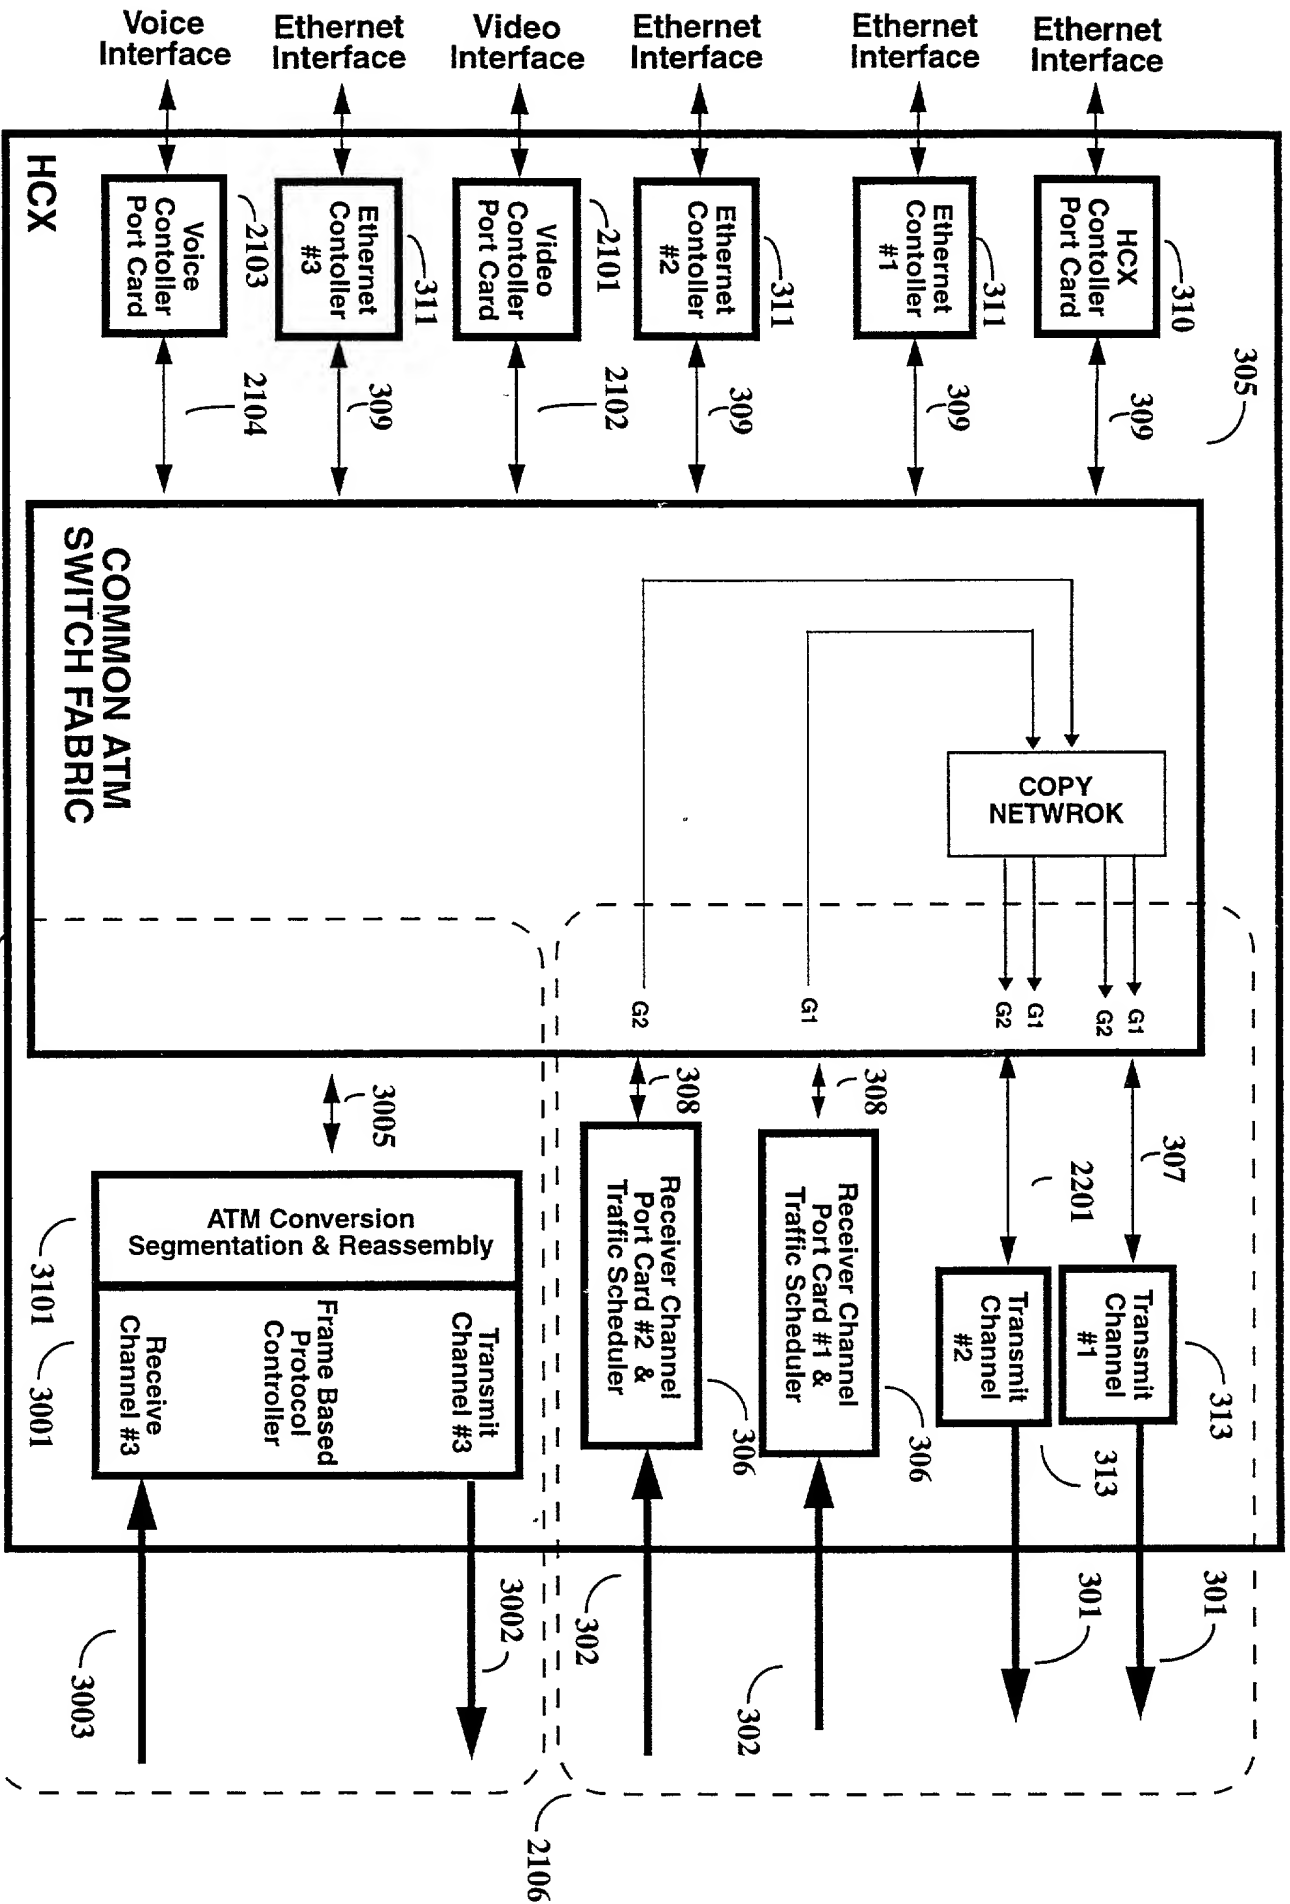 Voice
Interface
Ethernet
Interface
Video
Interface
Ethernet
Interface
Ethernet
Interface
Ethernet
Interface
HCX
Voice
Contoller
Port Card
2103
Ethernet
Contoller
#3
311
Video
Contoller
Port Card
2101
Ethernet
Contoller
#2
311
Ethernet
Contoller
#1
311
HCX
Contoller
Port Card
310
305
2104
309
2102
309
309
309
COMMON ATM
SWITCH FABRIC
COPY
NETWROK
G2
G1
G2
G1
G2
G1
3005
308
308
2201
307
ATM Conversion
Segmentation & Reassembly
3101
Receive
Channel #3
Frame Based
Protocol
Controller
Transmit
Channel #3
3001
Receiver Channel
Port Card #2 &
Traffic Scheduler
306
Receiver Channel
Port Card #1 &
Traffic Scheduler
306
Transmit
Channel
#2
313
Transmit
Channel
#1
313
3003
3002
302
302
301
301
2106